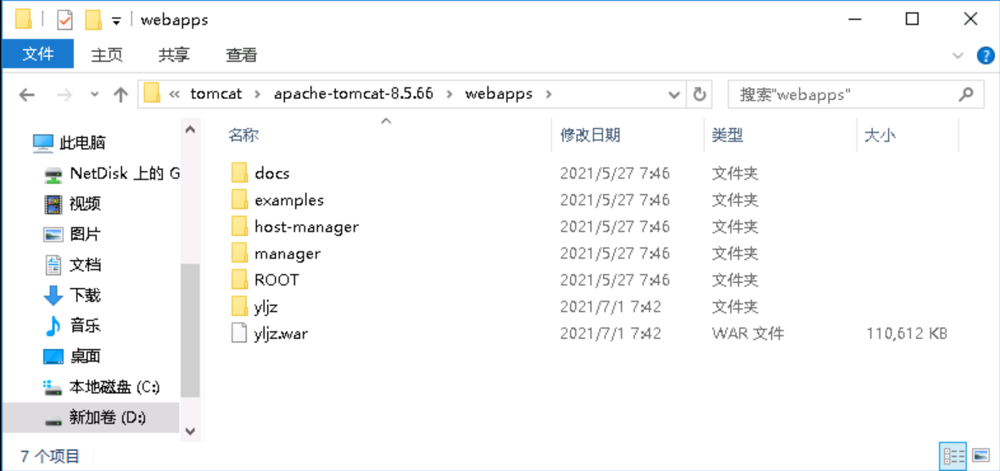 webapps
文件 主页 共享 查看
« tomcat › apache-tomcat-8.5.66 › webapps › 搜索"webapps"
名称 修改日期 类型 大小
此电脑
NetDisk 上的 G
视频
图片
文档
下载
音乐
桌面
本地磁盘 (C:)
新加卷 (D:)
docs 2021/5/27 7:46 文件夹
examples 2021/5/27 7:46 文件夹
host-manager 2021/5/27 7:46 文件夹
manager 2021/5/27 7:46 文件夹
ROOT 2021/5/27 7:46 文件夹
yljz 2021/7/1 7:42 文件夹
yljz.war 2021/7/1 7:42 WAR 文件 110,612 KB
7 个项目